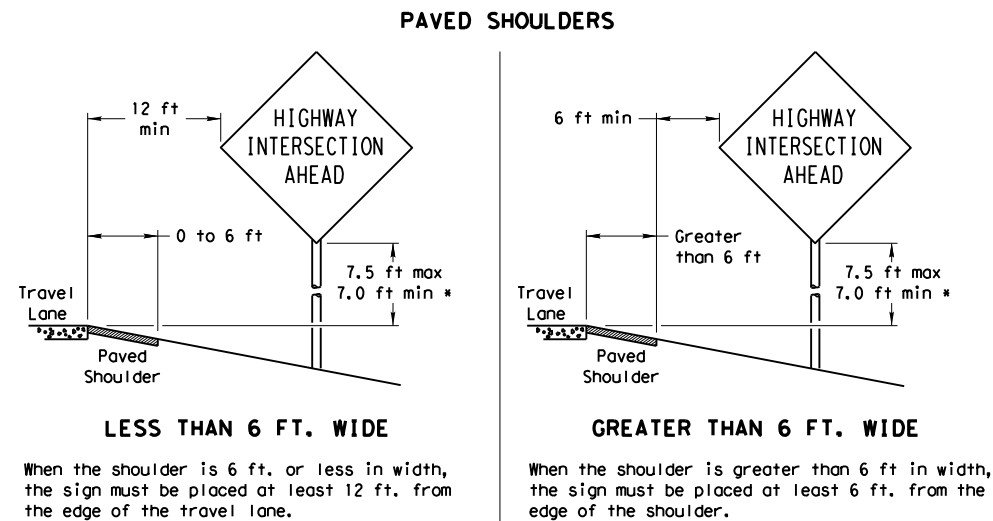 PAVED SHOULDERS
12 ft
min
HIGHWAY
INTERSECTION
AHEAD
0 to 6 ft
7.5 ft max
7.0 ft min *
Travel
Lane
Paved
Shoulder
LESS THAN 6 FT. WIDE
When the shoulder is 6 ft. or less in width,
the sign must be placed at least 12 ft. from
the edge of the travel lane.
6 ft min
HIGHWAY
INTERSECTION
AHEAD
Greater
than 6 ft
7.5 ft max
7.0 ft min *
Travel
Lane
Paved
Shoulder
GREATER THAN 6 FT. WIDE
When the shoulder is greater than 6 ft in width,
the sign must be placed at least 6 ft. from the
edge of the shoulder.